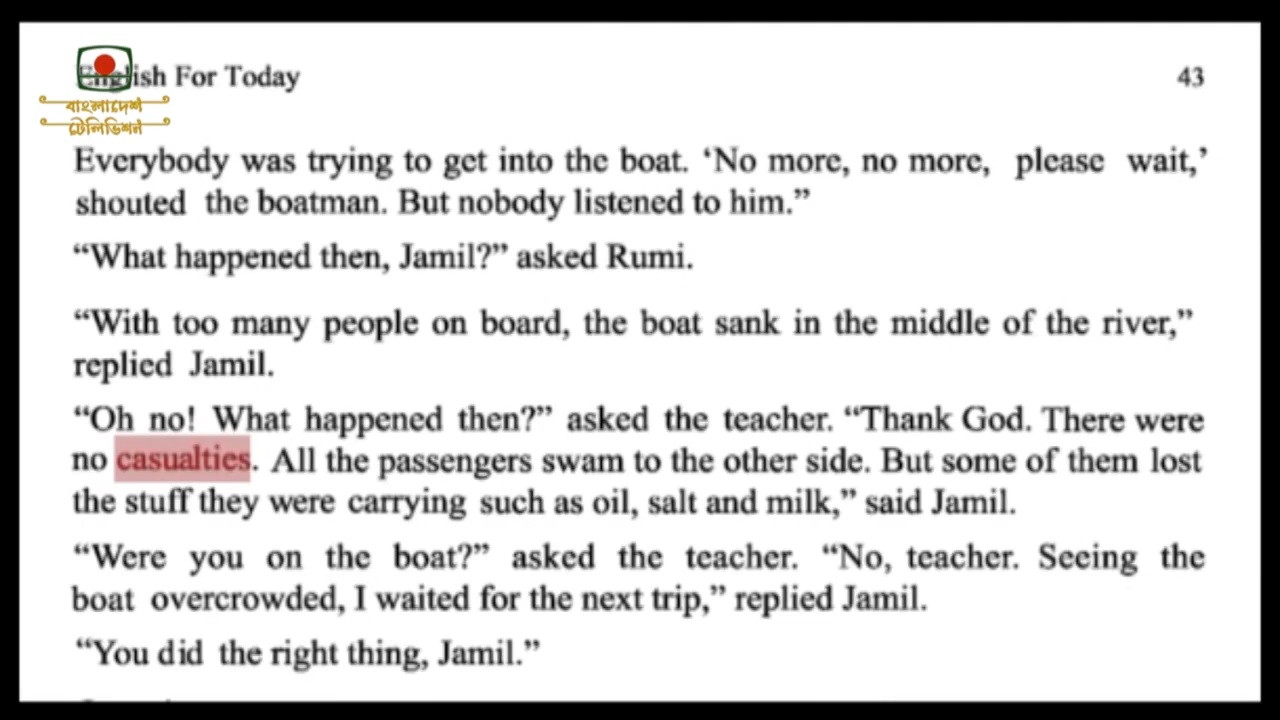 English For Today 43
বাংলাদেশ
টেলিভিশন
Everybody was trying to get into the boat. ‘No more, no more, please wait,’
shouted the boatman. But nobody listened to him.”
“What happened then, Jamil?” asked Rumi.
“With too many people on board, the boat sank in the middle of the river,”
replied Jamil.
“Oh no! What happened then?” asked the teacher. “Thank God. There were
no casualties. All the passengers swam to the other side. But some of them lost
the stuff they were carrying such as oil, salt and milk,” said Jamil.
“Were you on the boat?” asked the teacher. “No, teacher. Seeing the
boat overcrowded, I waited for the next trip,” replied Jamil.
“You did the right thing, Jamil.”